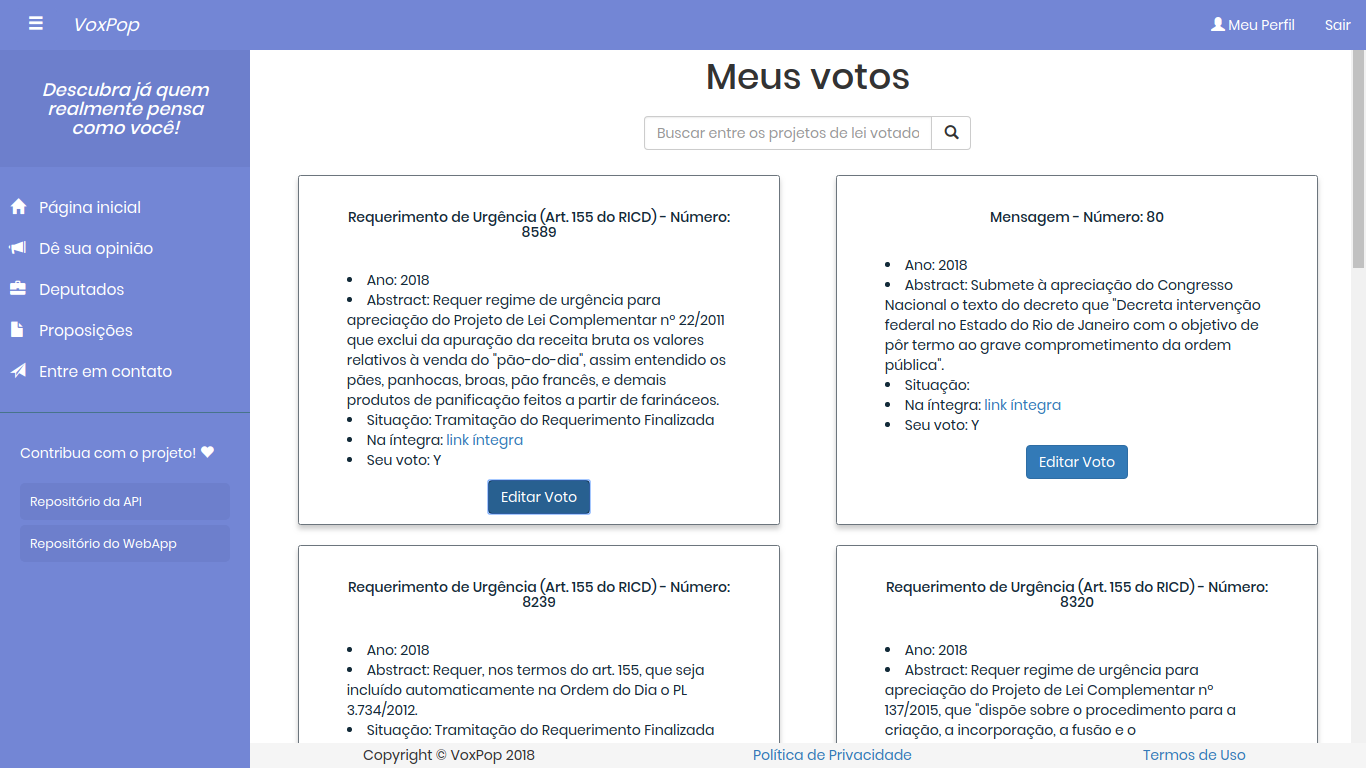 VoxPop
Meu Perfil
Sair
Descubra já quem
realmente pensa
como você!
Página inicial
Dê sua opinião
Deputados
Proposições
Entre em contato
Contribua com o projeto!
Repositório da API
Repositório do WebApp
Meus votos
Buscar entre os projetos de lei votado
Requerimento de Urgência (Art. 155 do RICD) - Número:
8589
Ano: 2018
Abstract: Requer regime de urgência para
apreciação do Projeto de Lei Complementar nº 22/2011
que exclui da apuração da receita bruta os valores
relativos à venda do "pão-do-dia", assim entendido os
pães, panhocas, broas, pão francês, e demais
produtos de panificação feitos a partir de farináceos.
Situação: Tramitação do Requerimento Finalizada
Na íntegra: link íntegra
Seu voto: Y
Editar Voto
Mensagem - Número: 80
Ano: 2018
Abstract: Submete à apreciação do Congresso
Nacional o texto do decreto que "Decreta intervenção
federal no Estado do Rio de Janeiro com o objetivo de
pôr termo ao grave comprometimento da ordem
pública".
Situação:
Na íntegra: link íntegra
Seu voto: Y
Editar Voto
Requerimento de Urgência (Art. 155 do RICD) - Número:
8239
Ano: 2018
Abstract: Requer, nos termos do art. 155, que seja
incluído automaticamente na Ordem do Dia o PL
3.734/2012.
Situação: Tramitação do Requerimento Finalizada
Requerimento de Urgência (Art. 155 do RICD) - Número:
8320
Ano: 2018
Abstract: Requer regime de urgência para
apreciação do Projeto de Lei Complementar nº
137/2015, que "dispõe sobre o procedimento para a
criação, a incorporação, a fusão e o
Copyright © VoxPop 2018
Política de Privacidade
Termos de Uso